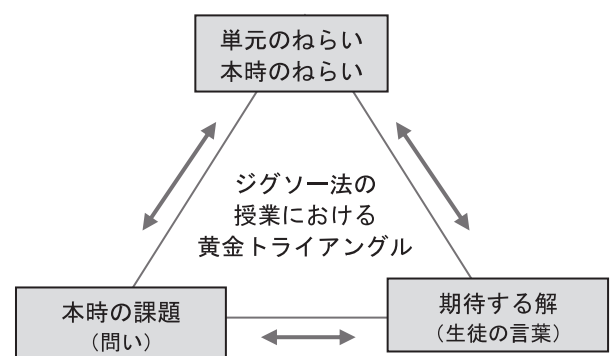 単元のねらい
本時のねらい
ジグソー法の
授業における
黄金トライアングル
本時の課題
（問い）
期待する解
（生徒の言葉）